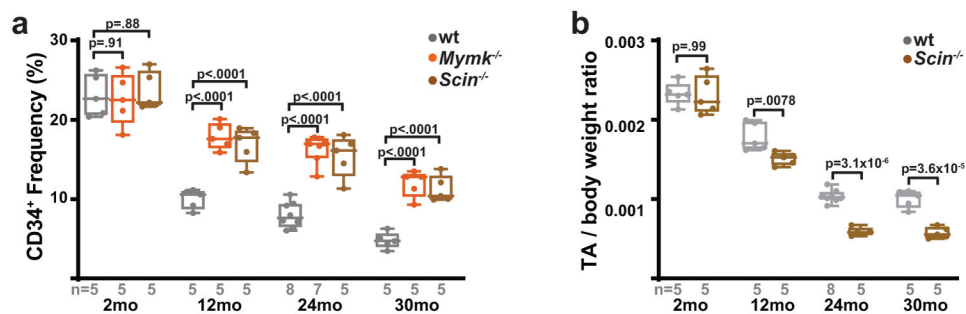 a
CD34⁺ Frequency (%)
30
20
10
wt
Mymk⁻/⁻
Scin⁻/⁻
p=.88
p=.91
p<.0001
p<.0001
p<.0001
p<.0001
p<.0001
p<.0001
n=5 5 5 5 5 5 8 7 5 5 5 5
2mo 12mo 24mo 30mo
b
TA / body weight ratio
0.003
0.002
0.001
wt
Scin⁻/⁻
p=.99
p=.0078
p=3.1x10⁻⁶
p=3.6x10⁻⁵
n=5 5 5 5 8 5 5 5
2mo 12mo 24mo 30mo